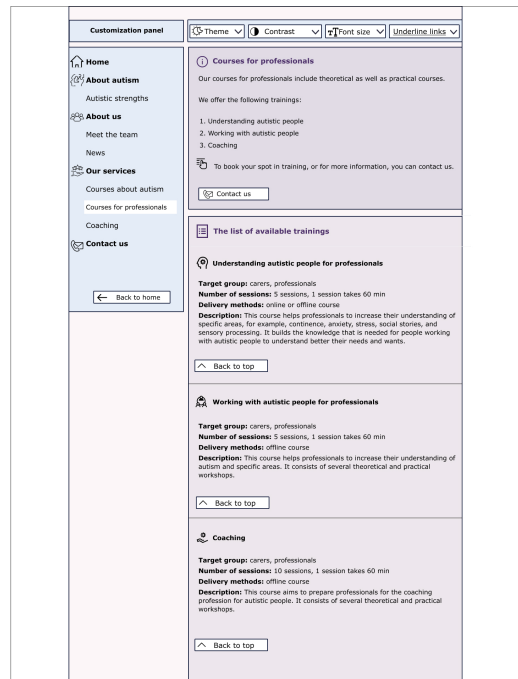 Customization panel
Theme
Contrast
Font size
Underline links
Home
About autism
Autistic strengths
About us
Meet the team
News
Our services
Courses about autism
Courses for professionals
Coaching
Contact us
Back to home
Courses for professionals
Our courses for professionals include theoretical as well as practical courses.
We offer the following trainings:
1. Understanding autistic people
2. Working with autistic people
3. Coaching
To book your spot in training, or for more information, you can contact us.
Contact us
The list of available trainings
Understanding autistic people for professionals
Target group: carers, professionals
Number of sessions: 5 sessions, 1 session takes 60 min
Delivery methods: online or offline course
Description: This course helps professionals to increase their understanding of
specific areas, for example, continence, anxiety, stress, social stories, and
sensory processing. It builds the knowledge that is needed for people working
with autistic people to understand better their needs and wants.
Back to top
Working with autistic people for professionals
Target group: carers, professionals
Number of sessions: 5 sessions, 1 session takes 60 min
Delivery methods: offline course
Description: This course helps professionals to increase their understanding of
autism and specific areas. It consists of several theoretical and practical
workshops.
Back to top
Coaching
Target group: carers, professionals
Number of sessions: 10 sessions, 1 session takes 60 min
Delivery methods: offline course
Description: This course aims to prepare professionals for the coaching
profession for autistic people. It consists of several theoretical and practical
workshops.
Back to top